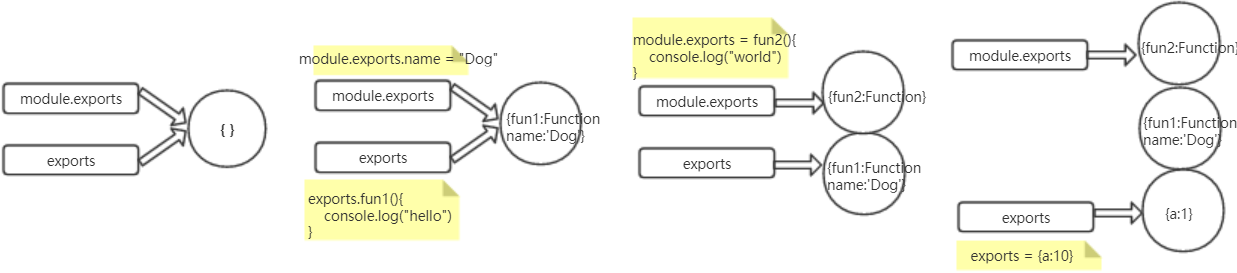 module.exports
exports
{ }
module.exports.name = "Dog"
module.exports
exports
{fun1:Function
name:'Dog'}
exports.fun1(){
console.log("hello")
}
module.exports = fun2(){
console.log("world")
}
module.exports
{fun2:Function}
exports
{fun1:Function
name:'Dog'}
module.exports
{fun2:Function}
{fun1:Function
name:'Dog'}
exports
{a:1}
exports = {a:10}